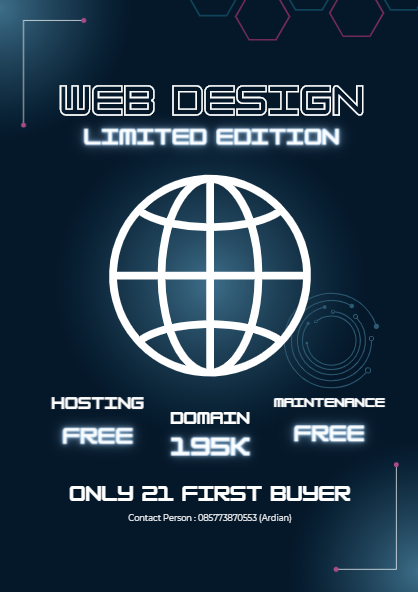 WEB DESIGN
LIMITED EDITION
HOSTING
FREE
DOMAIN
195K
MAINTENANCE
FREE
ONLY 21 FIRST BUYER
Contact Person : 085773870553 (Ardian)